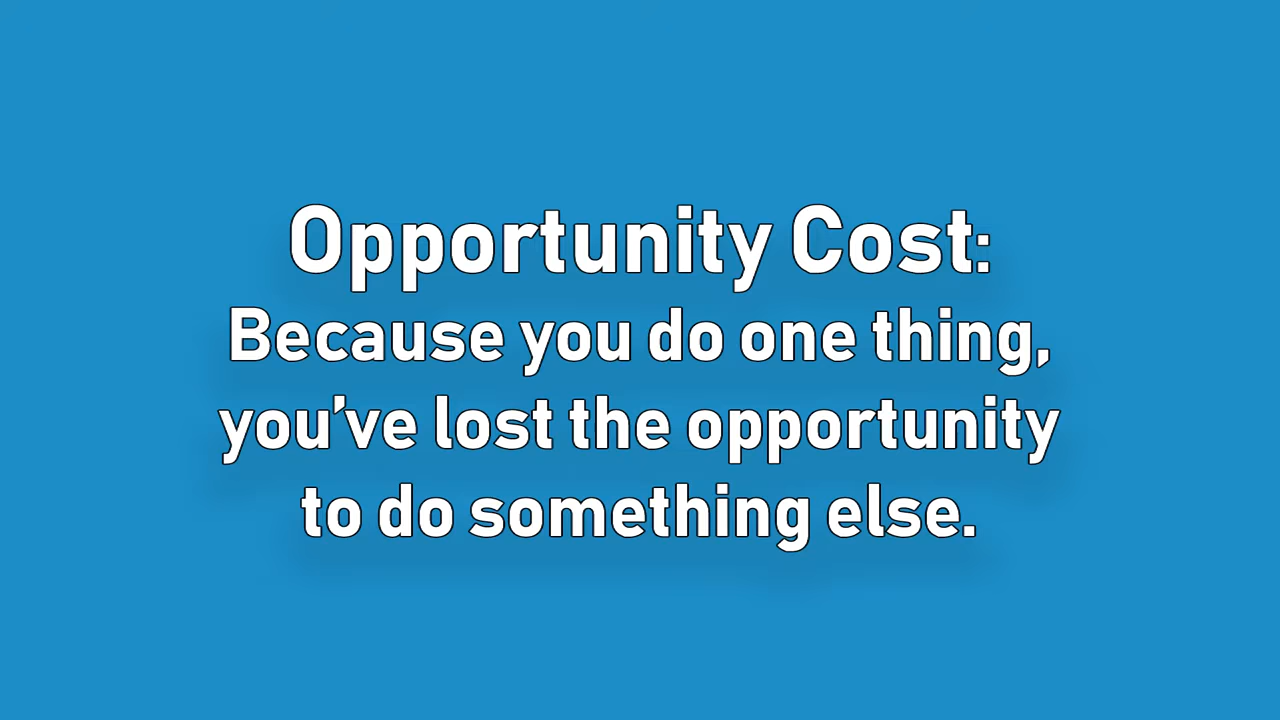 Opportunity Cost:
Because you do one thing,
you’ve lost the opportunity
to do something else.